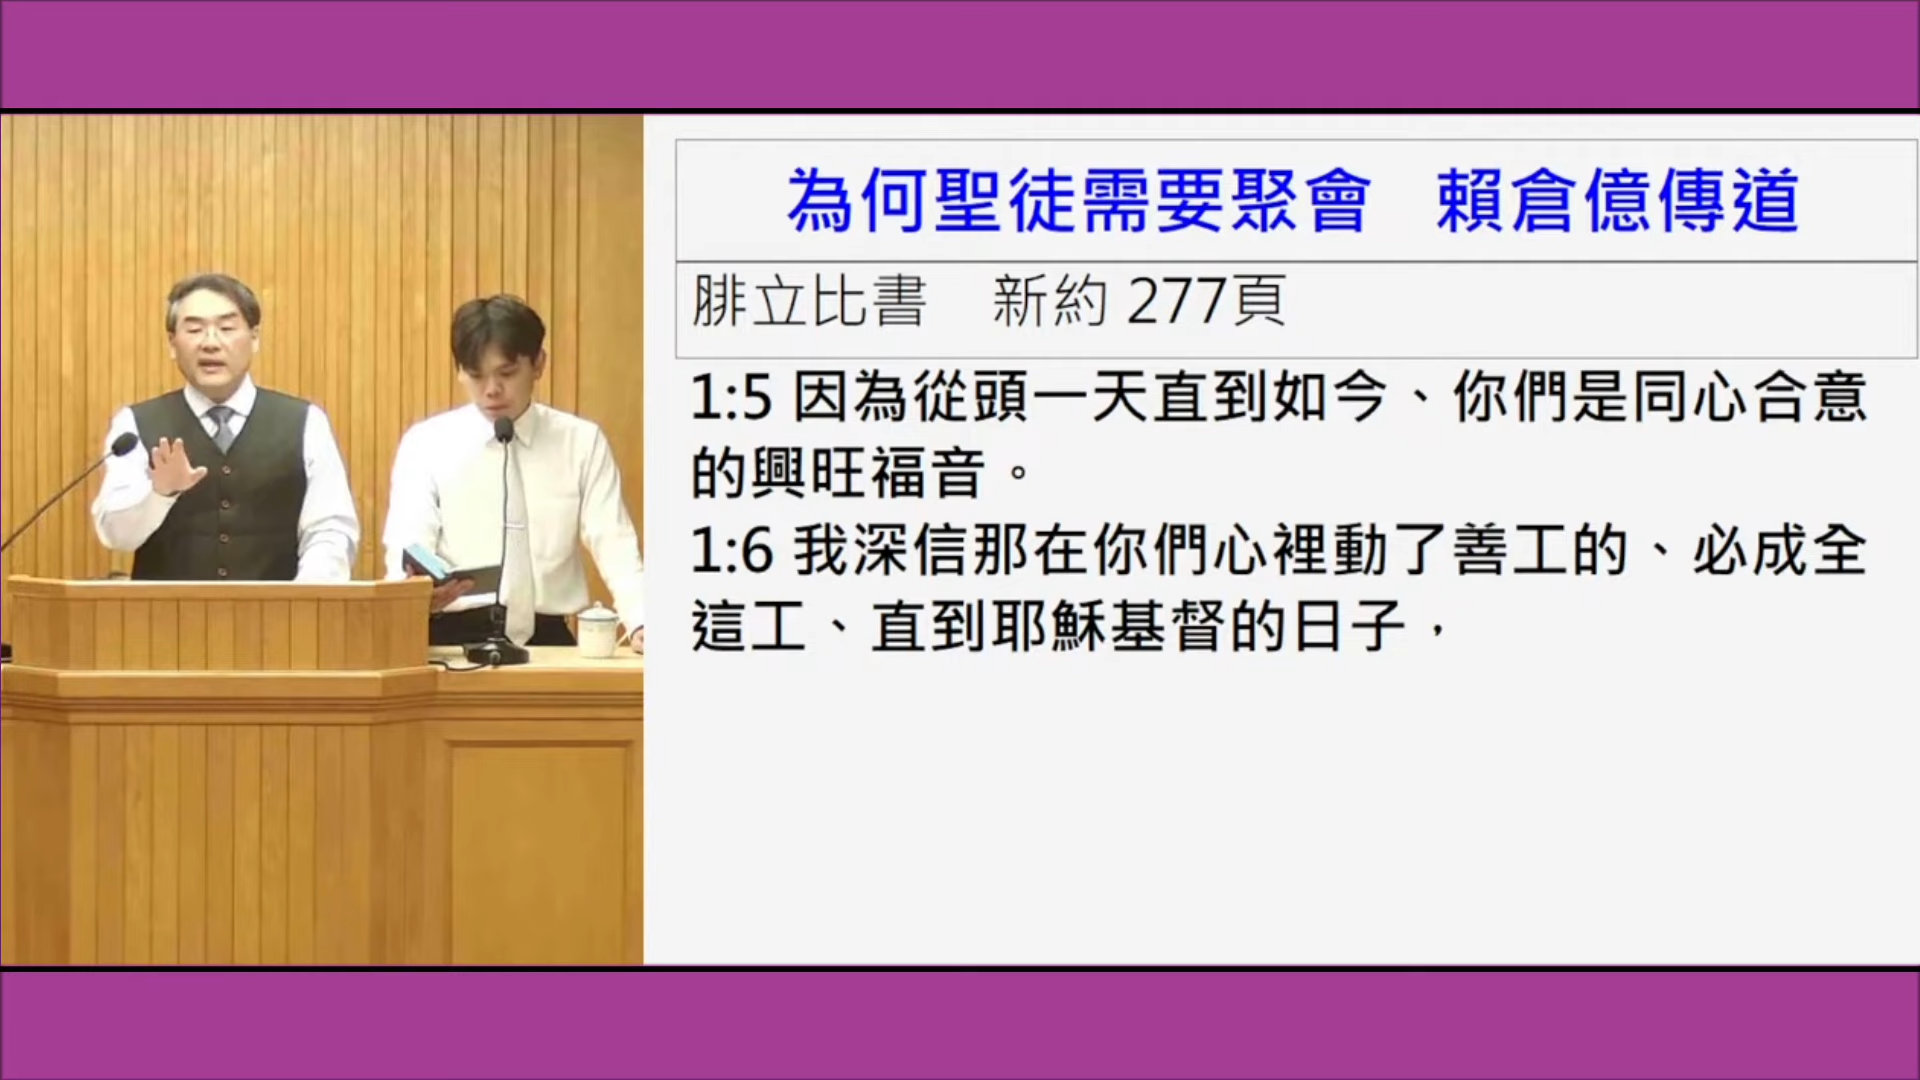 為何聖徒需要聚會 賴倉億傳道
腓立比書 新約 277頁
1:5 因為從頭一天直到如今、你們是同心合意
的興旺福音。
1:6 我深信那在你們心裡動了善工的、必成全
這工、直到耶穌基督的日子，